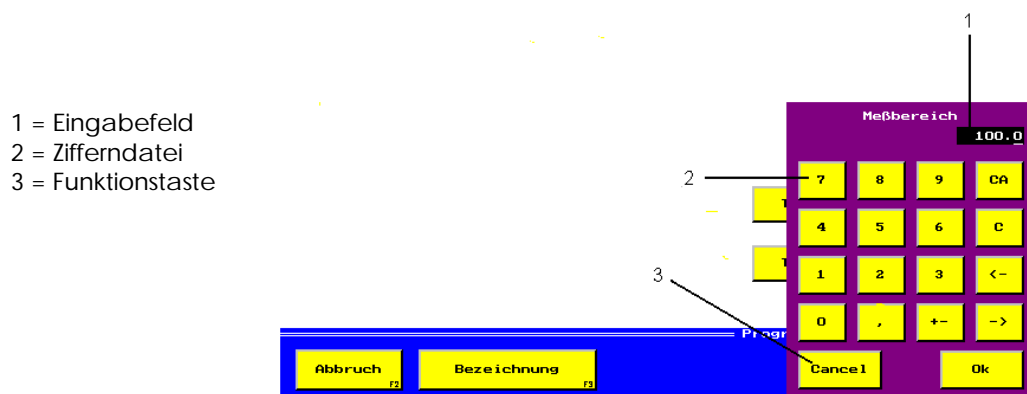 1
1 = Eingabefeld
2 = Zifferndatei
3 = Funktionstaste
Meßbereich
100.0
2
7 8 9 CA
T
4 5 6 C
T
3
1 2 3 <-
0 , +- ->
Progr
Cancel Ok
Abbruch F2 Bezeichnung F3